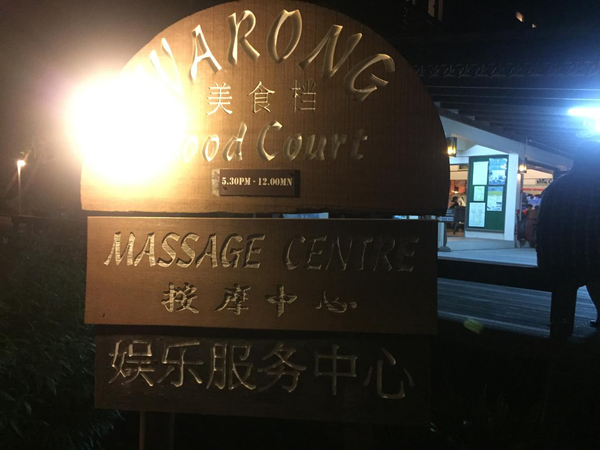 WARONG
美食档
Food Court
5.30PM - 12.00MN
MASSAGE CENTRE
按摩中心
娱乐服务中心